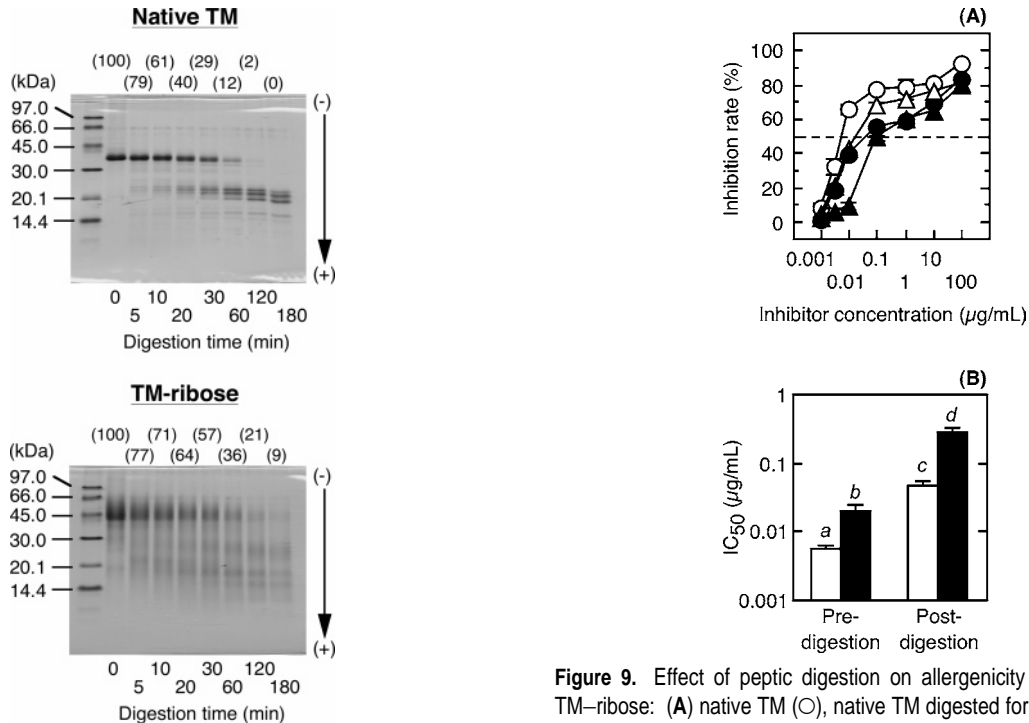 Native TM
(100) (61) (29) (2)
(79) (40) (12) (0)
(kDa)
97.0
66.0
45.0
30.0
20.1
14.4
(-)
(+)
0 10 30 120
5 20 60 180
Digestion time (min)
TM-ribose
(100) (71) (57) (21)
(77) (64) (36) (9)
(kDa)
97.0
66.0
45.0
30.0
20.1
14.4
(-)
(+)
0 10 30 120
5 20 60 180
Digestion time (min)
(A)
Inhibition rate (%)
100
80
60
40
20
0
0.001 0.1 10
0.01 1 100
Inhibitor concentration (µg/mL)
(B)
IC50 (µg/mL)
1
0.1
0.01
0.001
a b c d
Pre- Post-
digestion digestion
Figure 9. Effect of peptic digestion on allergenicity
TM–ribose: (A) native TM (○), native TM digested for